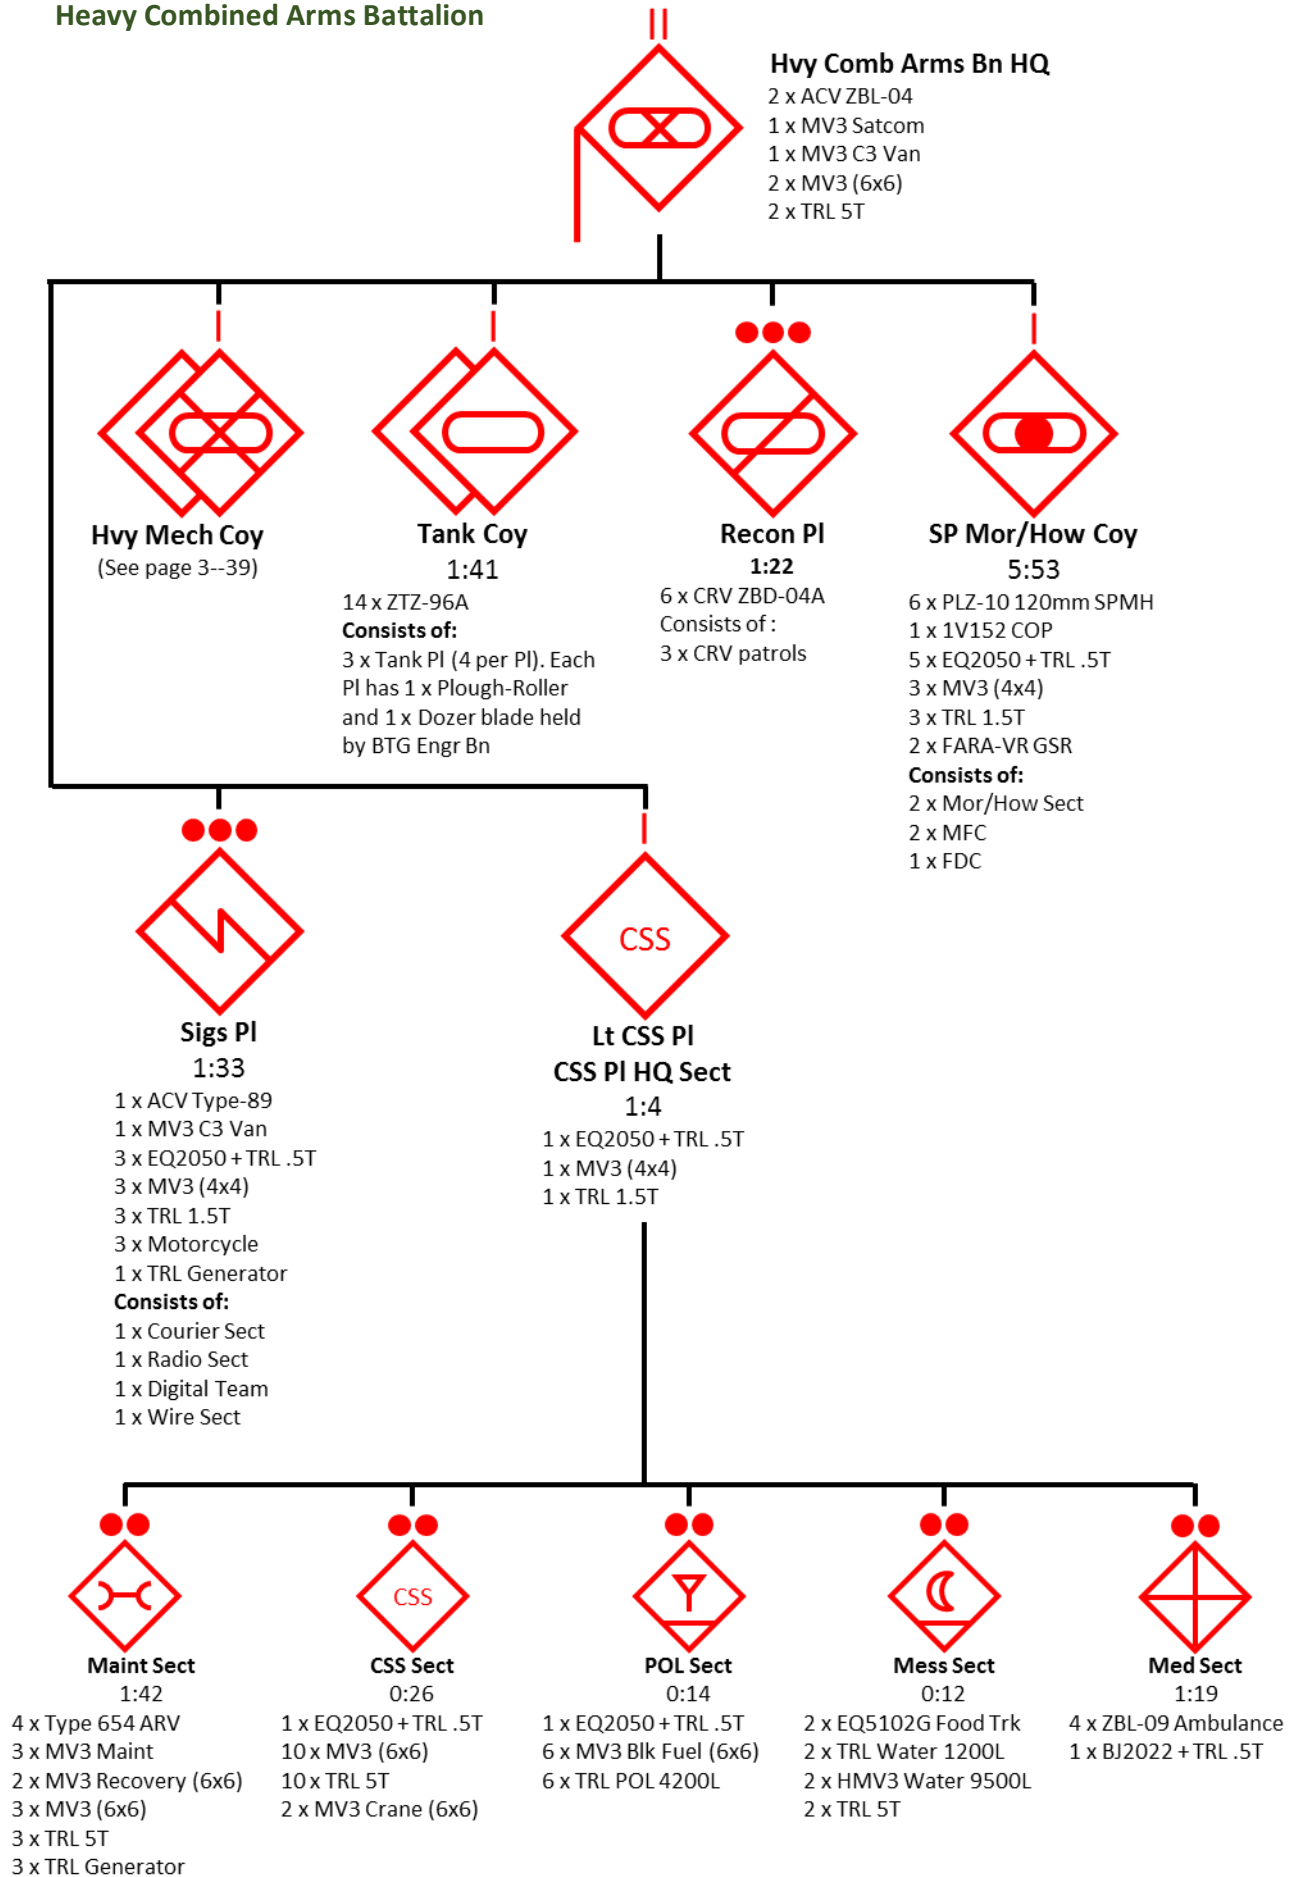 Heavy Combined Arms Battalion
Hvy Comb Arms Bn HQ
2 x ACV ZBL-04
1 x MV3 Satcom
1 x MV3 C3 Van
2 x MV3 (6x6)
2 x TRL 5T
Hvy Mech Coy
(See page 3--39)
Tank Coy
1:41
14 x ZTZ-96A
Consists of:
3 x Tank Pl (4 per Pl). Each
Pl has 1 x Plough-Roller
and 1 x Dozer blade held
by BTG Engr Bn
Recon Pl
1:22
6 x CRV ZBD-04A
Consists of :
3 x CRV patrols
SP Mor/How Coy
5:53
6 x PLZ-10 120mm SPMH
1 x 1V152 COP
5 x EQ2050 + TRL .5T
3 x MV3 (4x4)
3 x TRL 1.5T
2 x FARA-VR GSR
Consists of:
2 x Mor/How Sect
2 x MFC
1 x FDC
Sigs Pl
1:33
1 x ACV Type-89
1 x MV3 C3 Van
3 x EQ2050 + TRL .5T
3 x MV3 (4x4)
3 x TRL 1.5T
3 x Motorcycle
1 x TRL Generator
Consists of:
1 x Courier Sect
1 x Radio Sect
1 x Digital Team
1 x Wire Sect
CSS
Lt CSS Pl
CSS Pl HQ Sect
1:4
1 x EQ2050 + TRL .5T
1 x MV3 (4x4)
1 x TRL 1.5T
Maint Sect
1:42
4 x Type 654 ARV
3 x MV3 Maint
2 x MV3 Recovery (6x6)
3 x MV3 (6x6)
3 x TRL 5T
3 x TRL Generator
CSS
CSS Sect
0:26
1 x EQ2050 + TRL .5T
10 x MV3 (6x6)
10 x TRL 5T
2 x MV3 Crane (6x6)
POL Sect
0:14
1 x EQ2050 + TRL .5T
6 x MV3 Blk Fuel (6x6)
6 x TRL POL 4200L
Mess Sect
0:12
2 x EQ5102G Food Trk
2 x TRL Water 1200L
2 x HMV3 Water 9500L
2 x TRL 5T
Med Sect
1:19
4 x ZBL-09 Ambulance
1 x BJ2022 + TRL .5T